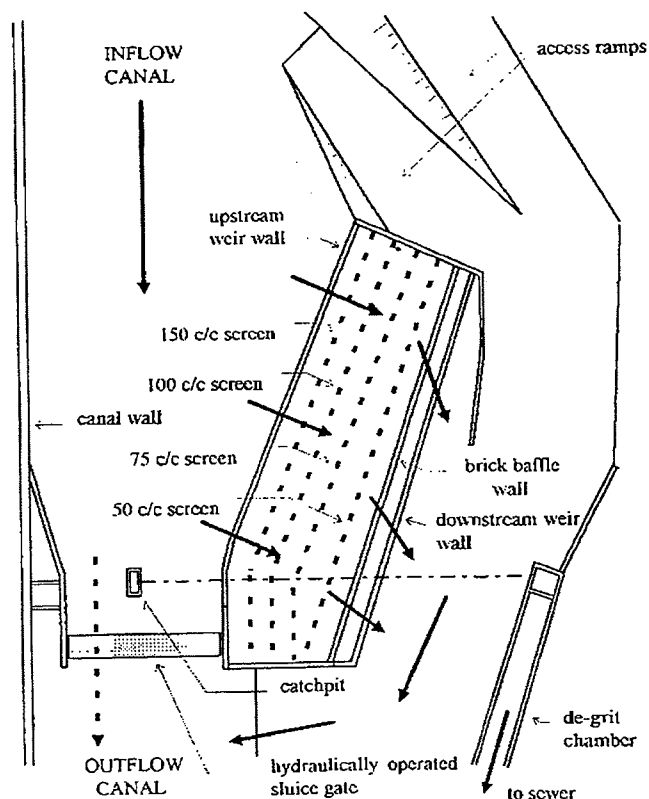 INFLOW
CANAL
access ramps
upstream
weir wall
150 c/c screen
100 c/c screen
canal wall
75 c/c screen
brick baffle
wall
50 c/c screen
downstream weir
wall
catchpit
de-grit
chamber
OUTFLOW
CANAL
hydraulically operated
sluice gate
to sewer